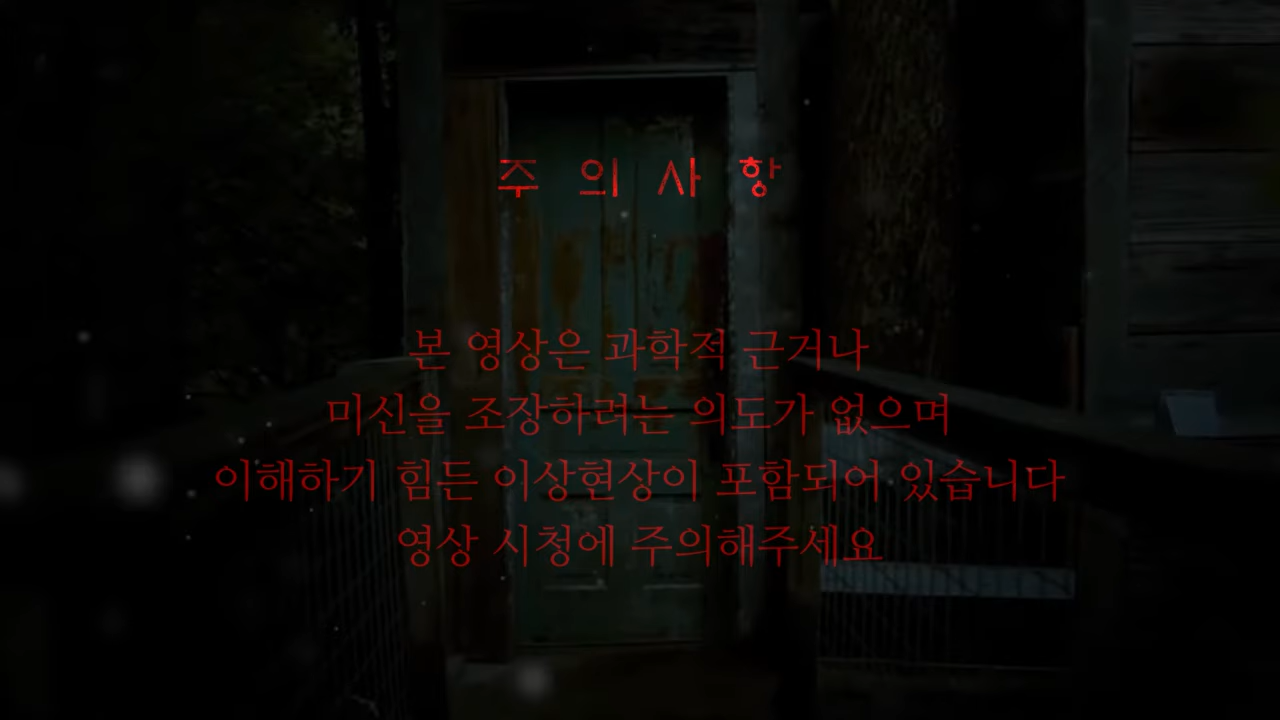 주의사항
본 영상은 과학적 근거나
미신을 조장하려는 의도가 없으며
이해하기 힘든 이상현상이 포함되어 있습니다
영상 시청에 주의해주세요